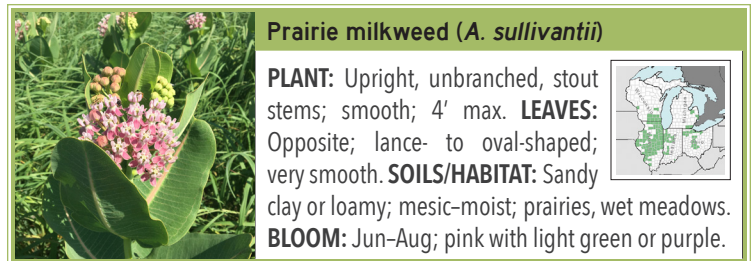 Prairie milkweed (A. sullivantii)
PLANT: Upright, unbranched, stout
stems; smooth; 4’ max. LEAVES:
Opposite; lance- to oval-shaped;
very smooth. SOILS/HABITAT: Sandy
clay or loamy; mesic–moist; prairies, wet meadows.
BLOOM: Jun–Aug; pink with light green or purple.